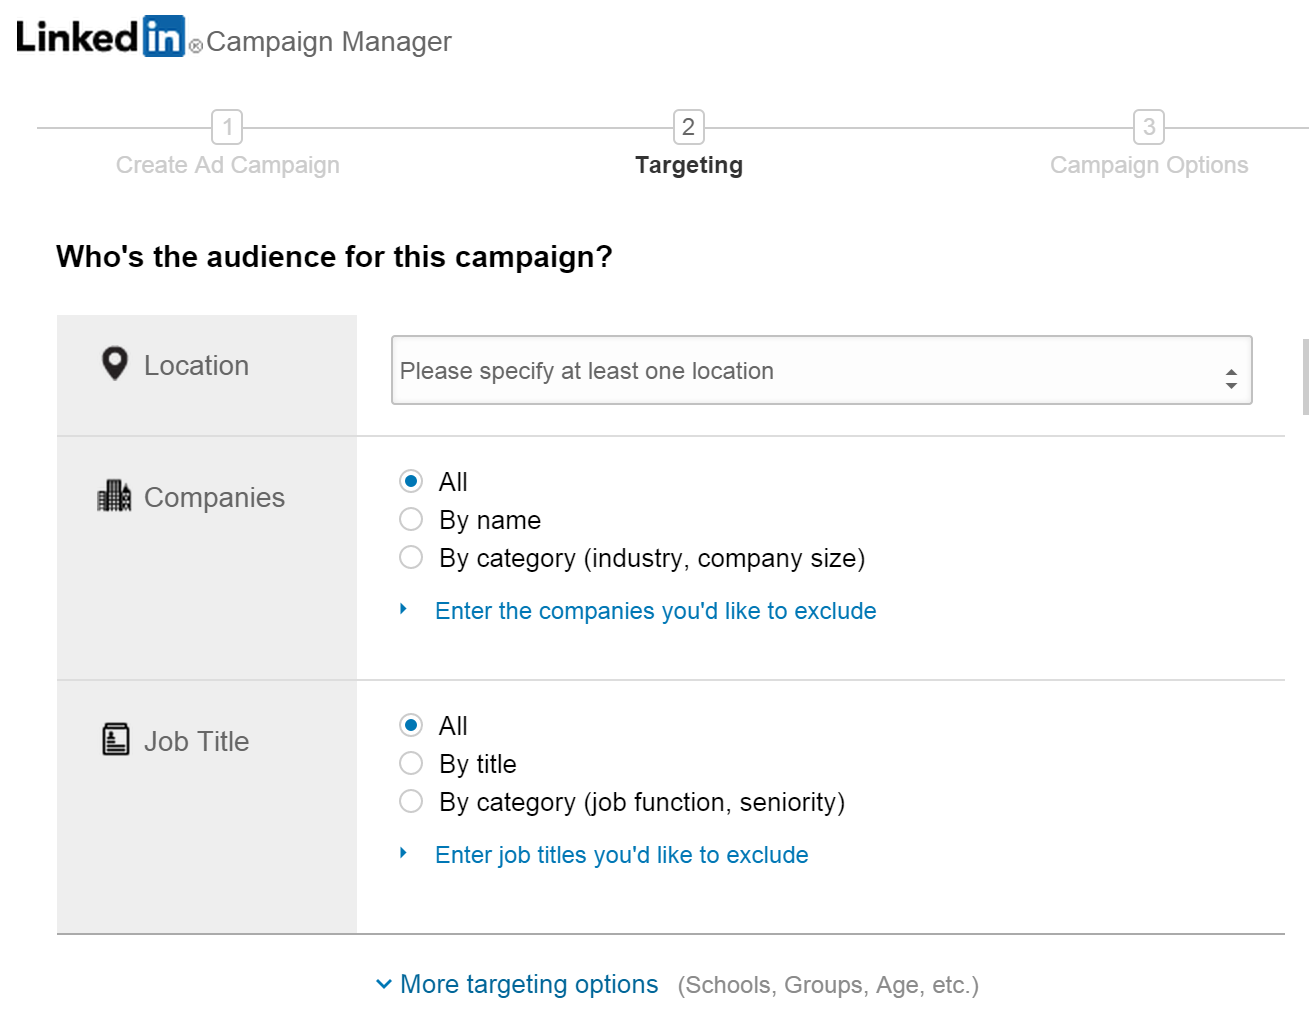 Linked in ® Campaign Manager
1 2 3
Create Ad Campaign Targeting Campaign Options
Who's the audience for this campaign?
Location
Please specify at least one location
Companies
All
By name
By category (industry, company size)
Enter the companies you'd like to exclude
Job Title
All
By title
By category (job function, seniority)
Enter job titles you'd like to exclude
More targeting options (Schools, Groups, Age, etc.)